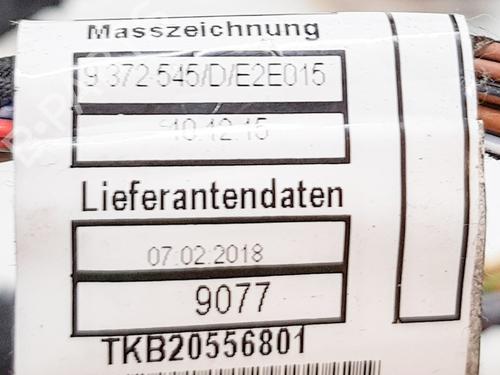 Masszeichnung
9 372 545/D/E2E015
10.12.15
Lieferantendaten
07.02.2018
9077
TKB20556801